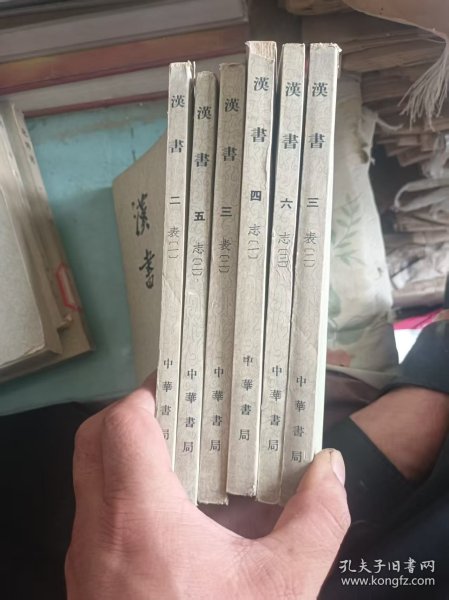 漢書 二 表(一) 中華書局
漢書 五 志(二) 中華書局
漢書 三 表(二) 中華書局
漢書 四 志(一) 中華書局
漢書 六 志(三) 中華書局
漢書 三 表(二) 中華書局
漢書
孔夫子旧书网
www.kongfz.com